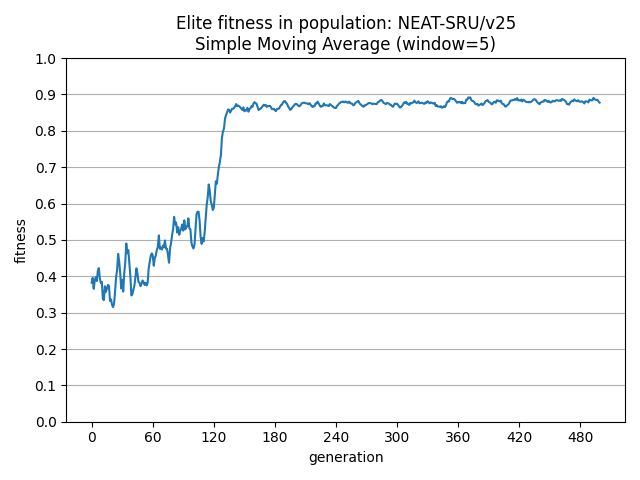 Elite fitness in population: NEAT-SRU/v25
Simple Moving Average (window=5)
1.0
0.9
0.8
0.7
0.6
0.5
0.4
0.3
0.2
0.1
0.0
fitness
0 60 120 180 240 300 360 420 480
generation